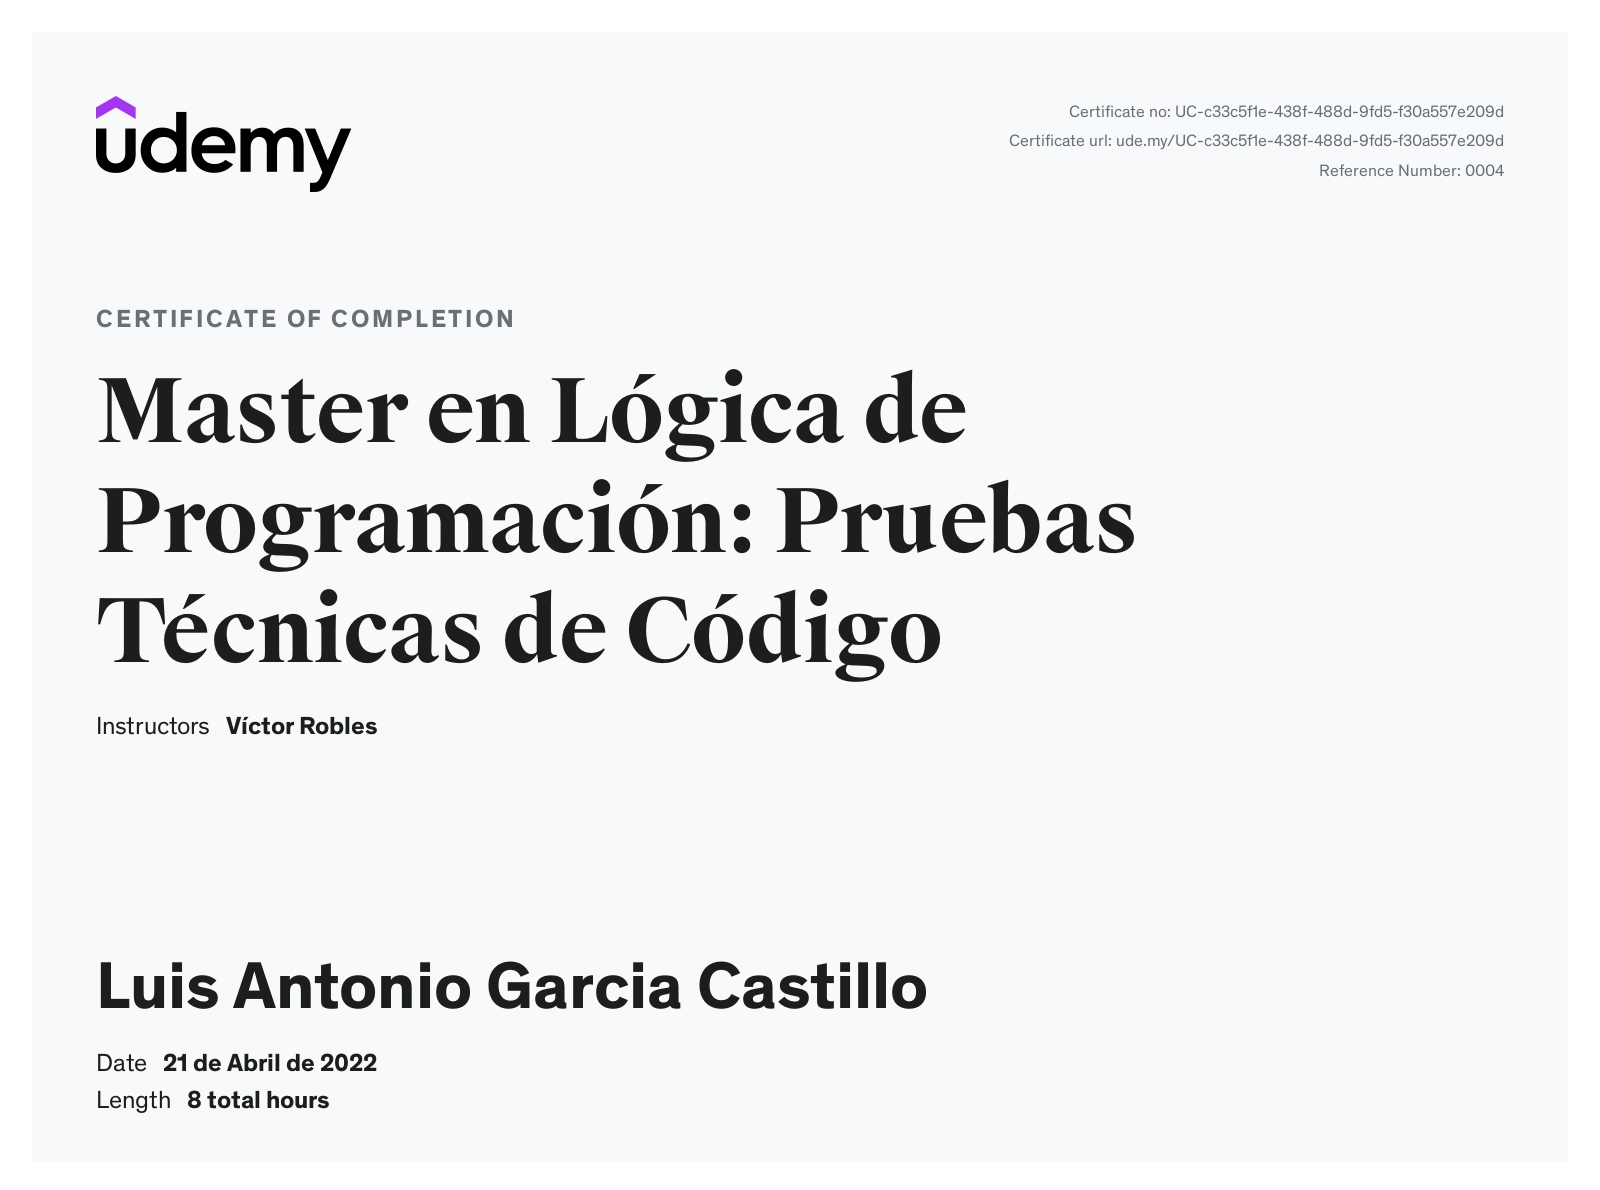 udemy
Certificate no: UC-c33c5f1e-438f-488d-9fd5-f30a557e209d
Certificate url: ude.my/UC-c33c5f1e-438f-488d-9fd5-f30a557e209d
Reference Number: 0004
CERTIFICATE OF COMPLETION
Master en Lógica de
Programación: Pruebas
Técnicas de Código
Instructors Víctor Robles
Luis Antonio Garcia Castillo
Date 21 de Abril de 2022
Length 8 total hours